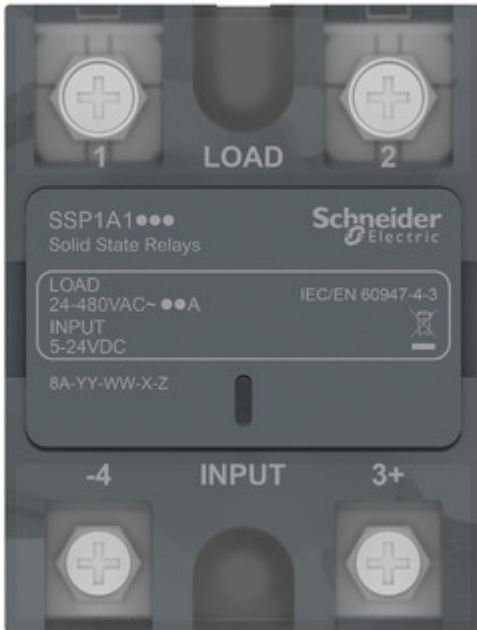 1 LOAD 2
SSP1A1●●●
Solid State Relays
Schneider
Electric
LOAD
24-480VAC~ ●●A
INPUT
5-24VDC
IEC/EN 60947-4-3
8A-YY-WW-X-Z
-4 INPUT 3+